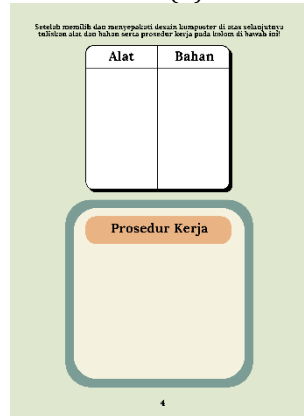 Setelah memilih dan menyepakati desain komposter di atas selanjutnya
tuliskan alat dan bahan serta prosedur kerja pada kolom di bawah ini!
Alat Bahan
Prosedur Kerja
4